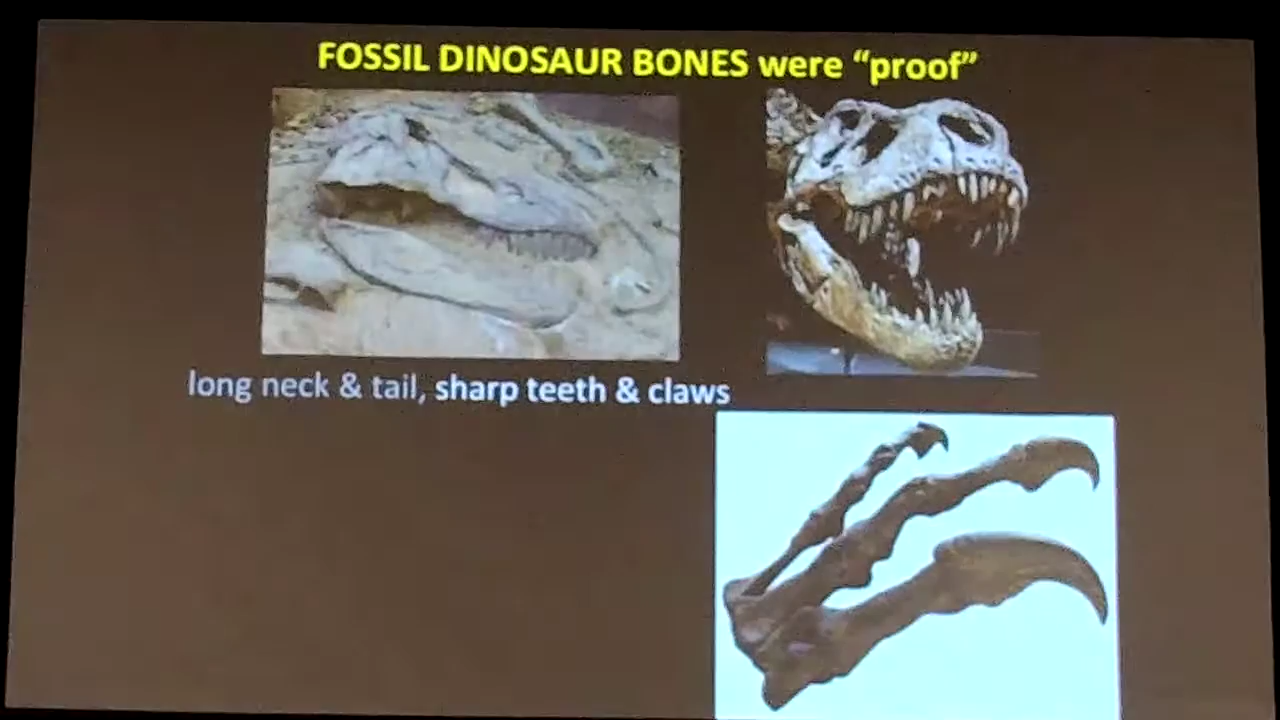 FOSSIL DINOSAUR BONES were “proof”
long neck & tail, sharp teeth & claws